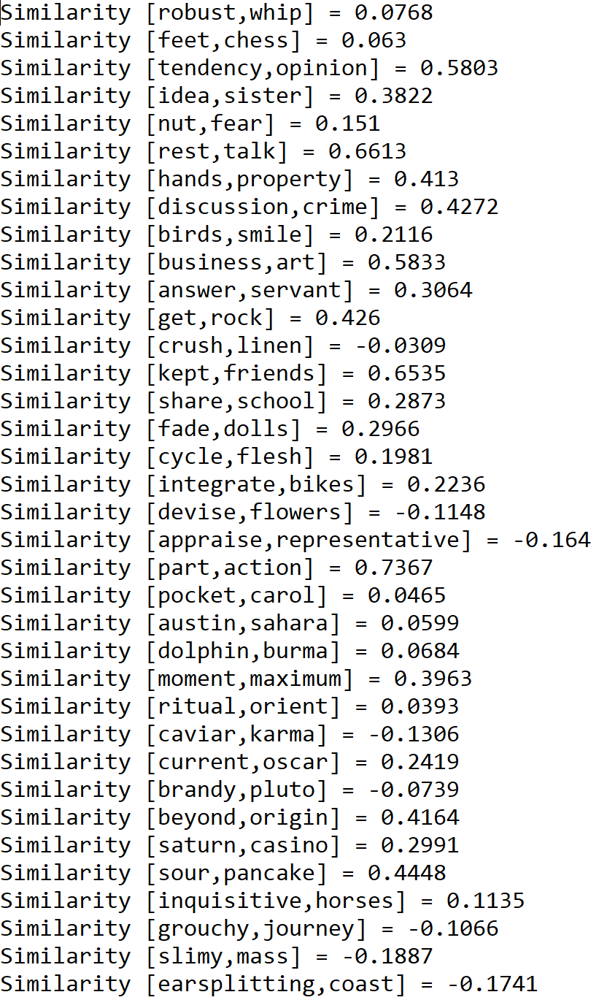 Similarity [robust,whip] = 0.0768
Similarity [feet,chess] = 0.063
Similarity [tendency,opinion] = 0.5803
Similarity [idea,sister] = 0.3822
Similarity [nut,fear] = 0.151
Similarity [rest,talk] = 0.6613
Similarity [hands,property] = 0.413
Similarity [discussion,crime] = 0.4272
Similarity [birds,smile] = 0.2116
Similarity [business,art] = 0.5833
Similarity [answer,servant] = 0.3064
Similarity [get,rock] = 0.426
Similarity [crush,linen] = -0.0309
Similarity [kept,friends] = 0.6535
Similarity [share,school] = 0.2873
Similarity [fade,dolls] = 0.2966
Similarity [cycle,flesh] = 0.1981
Similarity [integrate,bikes] = 0.2236
Similarity [devise,flowers] = -0.1148
Similarity [appraise,representative] = -0.164
Similarity [part,action] = 0.7367
Similarity [pocket,carol] = 0.0465
Similarity [austin,sahara] = 0.0599
Similarity [dolphin,burma] = 0.0684
Similarity [moment,maximum] = 0.3963
Similarity [ritual,orient] = 0.0393
Similarity [caviar,karma] = -0.1306
Similarity [current,oscar] = 0.2419
Similarity [brandy,pluto] = -0.0739
Similarity [beyond,origin] = 0.4164
Similarity [saturn,casino] = 0.2991
Similarity [sour,pancake] = 0.4448
Similarity [inquisitive,horses] = 0.1135
Similarity [grouchy,journey] = -0.1066
Similarity [slimy,mass] = -0.1887
Similarity [earsplitting,coast] = -0.1741